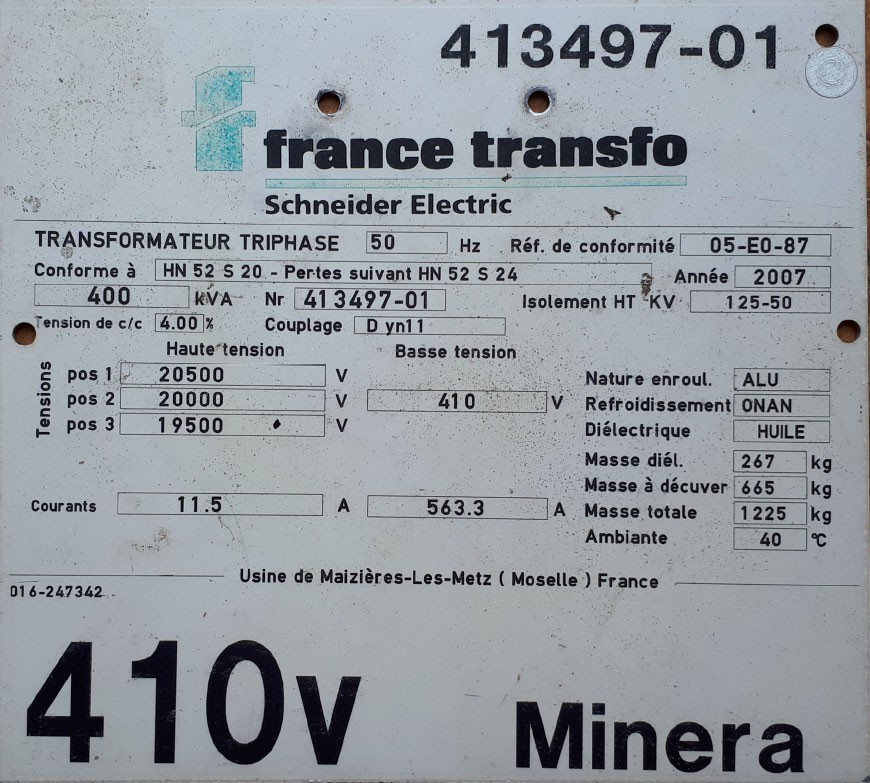 413497-01
france transfo
Schneider Electric
TRANSFORMATEUR TRIPHASE 50 Hz Réf. de conformité 05-E0-87
Conforme à HN 52 S 20 - Pertes suivant HN 52 S 24 Année 2007
400 kVA Nr 413497-01 Isolement HT KV 125-50
Tension de c/c 4.00 % Couplage D yn11
Haute tension Basse tension
Tensions
pos 1 20500 V Nature enroul. ALU
pos 2 20000 V 410 V Refroidissement ONAN
pos 3 19500 V Diélectrique HUILE
Masse diél. 267 kg
Masse à décuver 665 kg
Courants 11.5 A 563.3 A Masse totale 1225 kg
Ambiante 40 °C
Usine de Maizières-Les-Metz ( Moselle ) France
016-247342
410v Minera